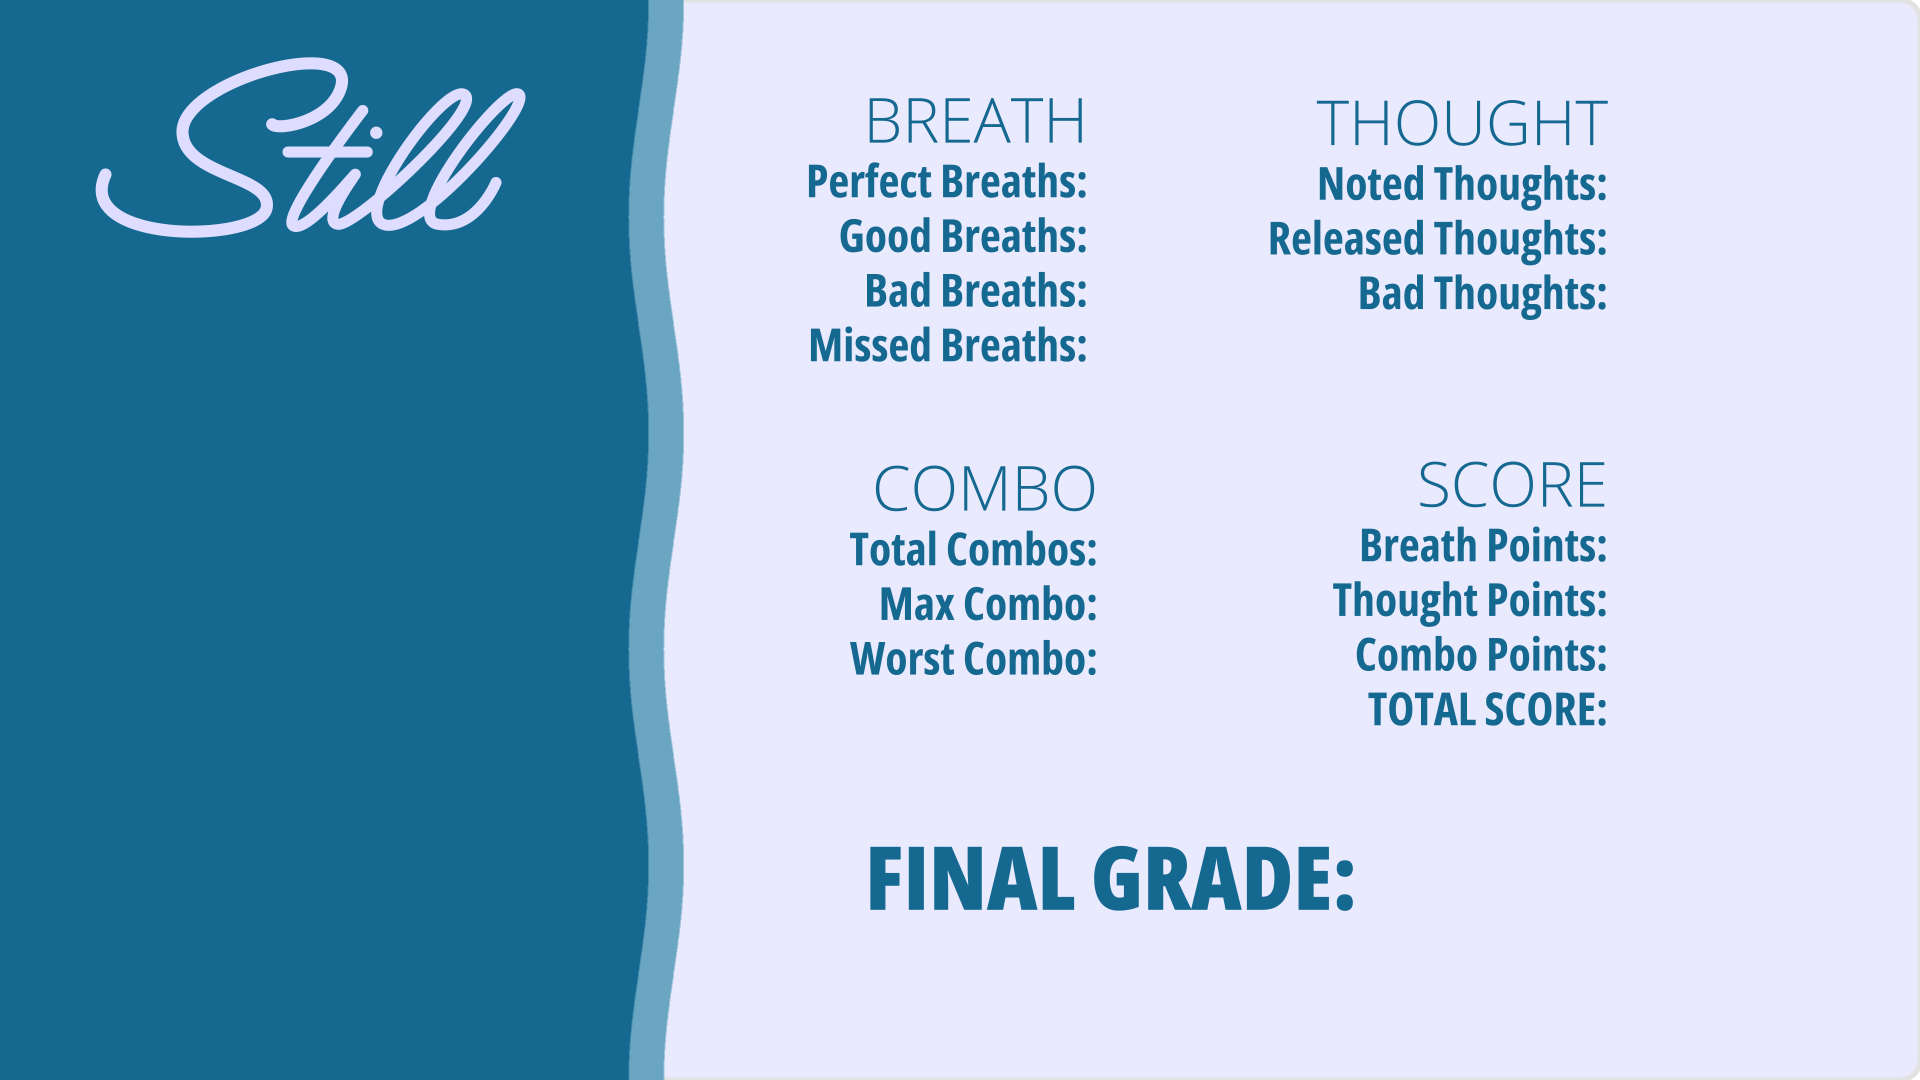 Still
BREATH
Perfect Breaths:
Good Breaths:
Bad Breaths:
Missed Breaths:
THOUGHT
Noted Thoughts:
Released Thoughts:
Bad Thoughts:
COMBO
Total Combos:
Max Combo:
Worst Combo:
SCORE
Breath Points:
Thought Points:
Combo Points:
TOTAL SCORE:
FINAL GRADE: